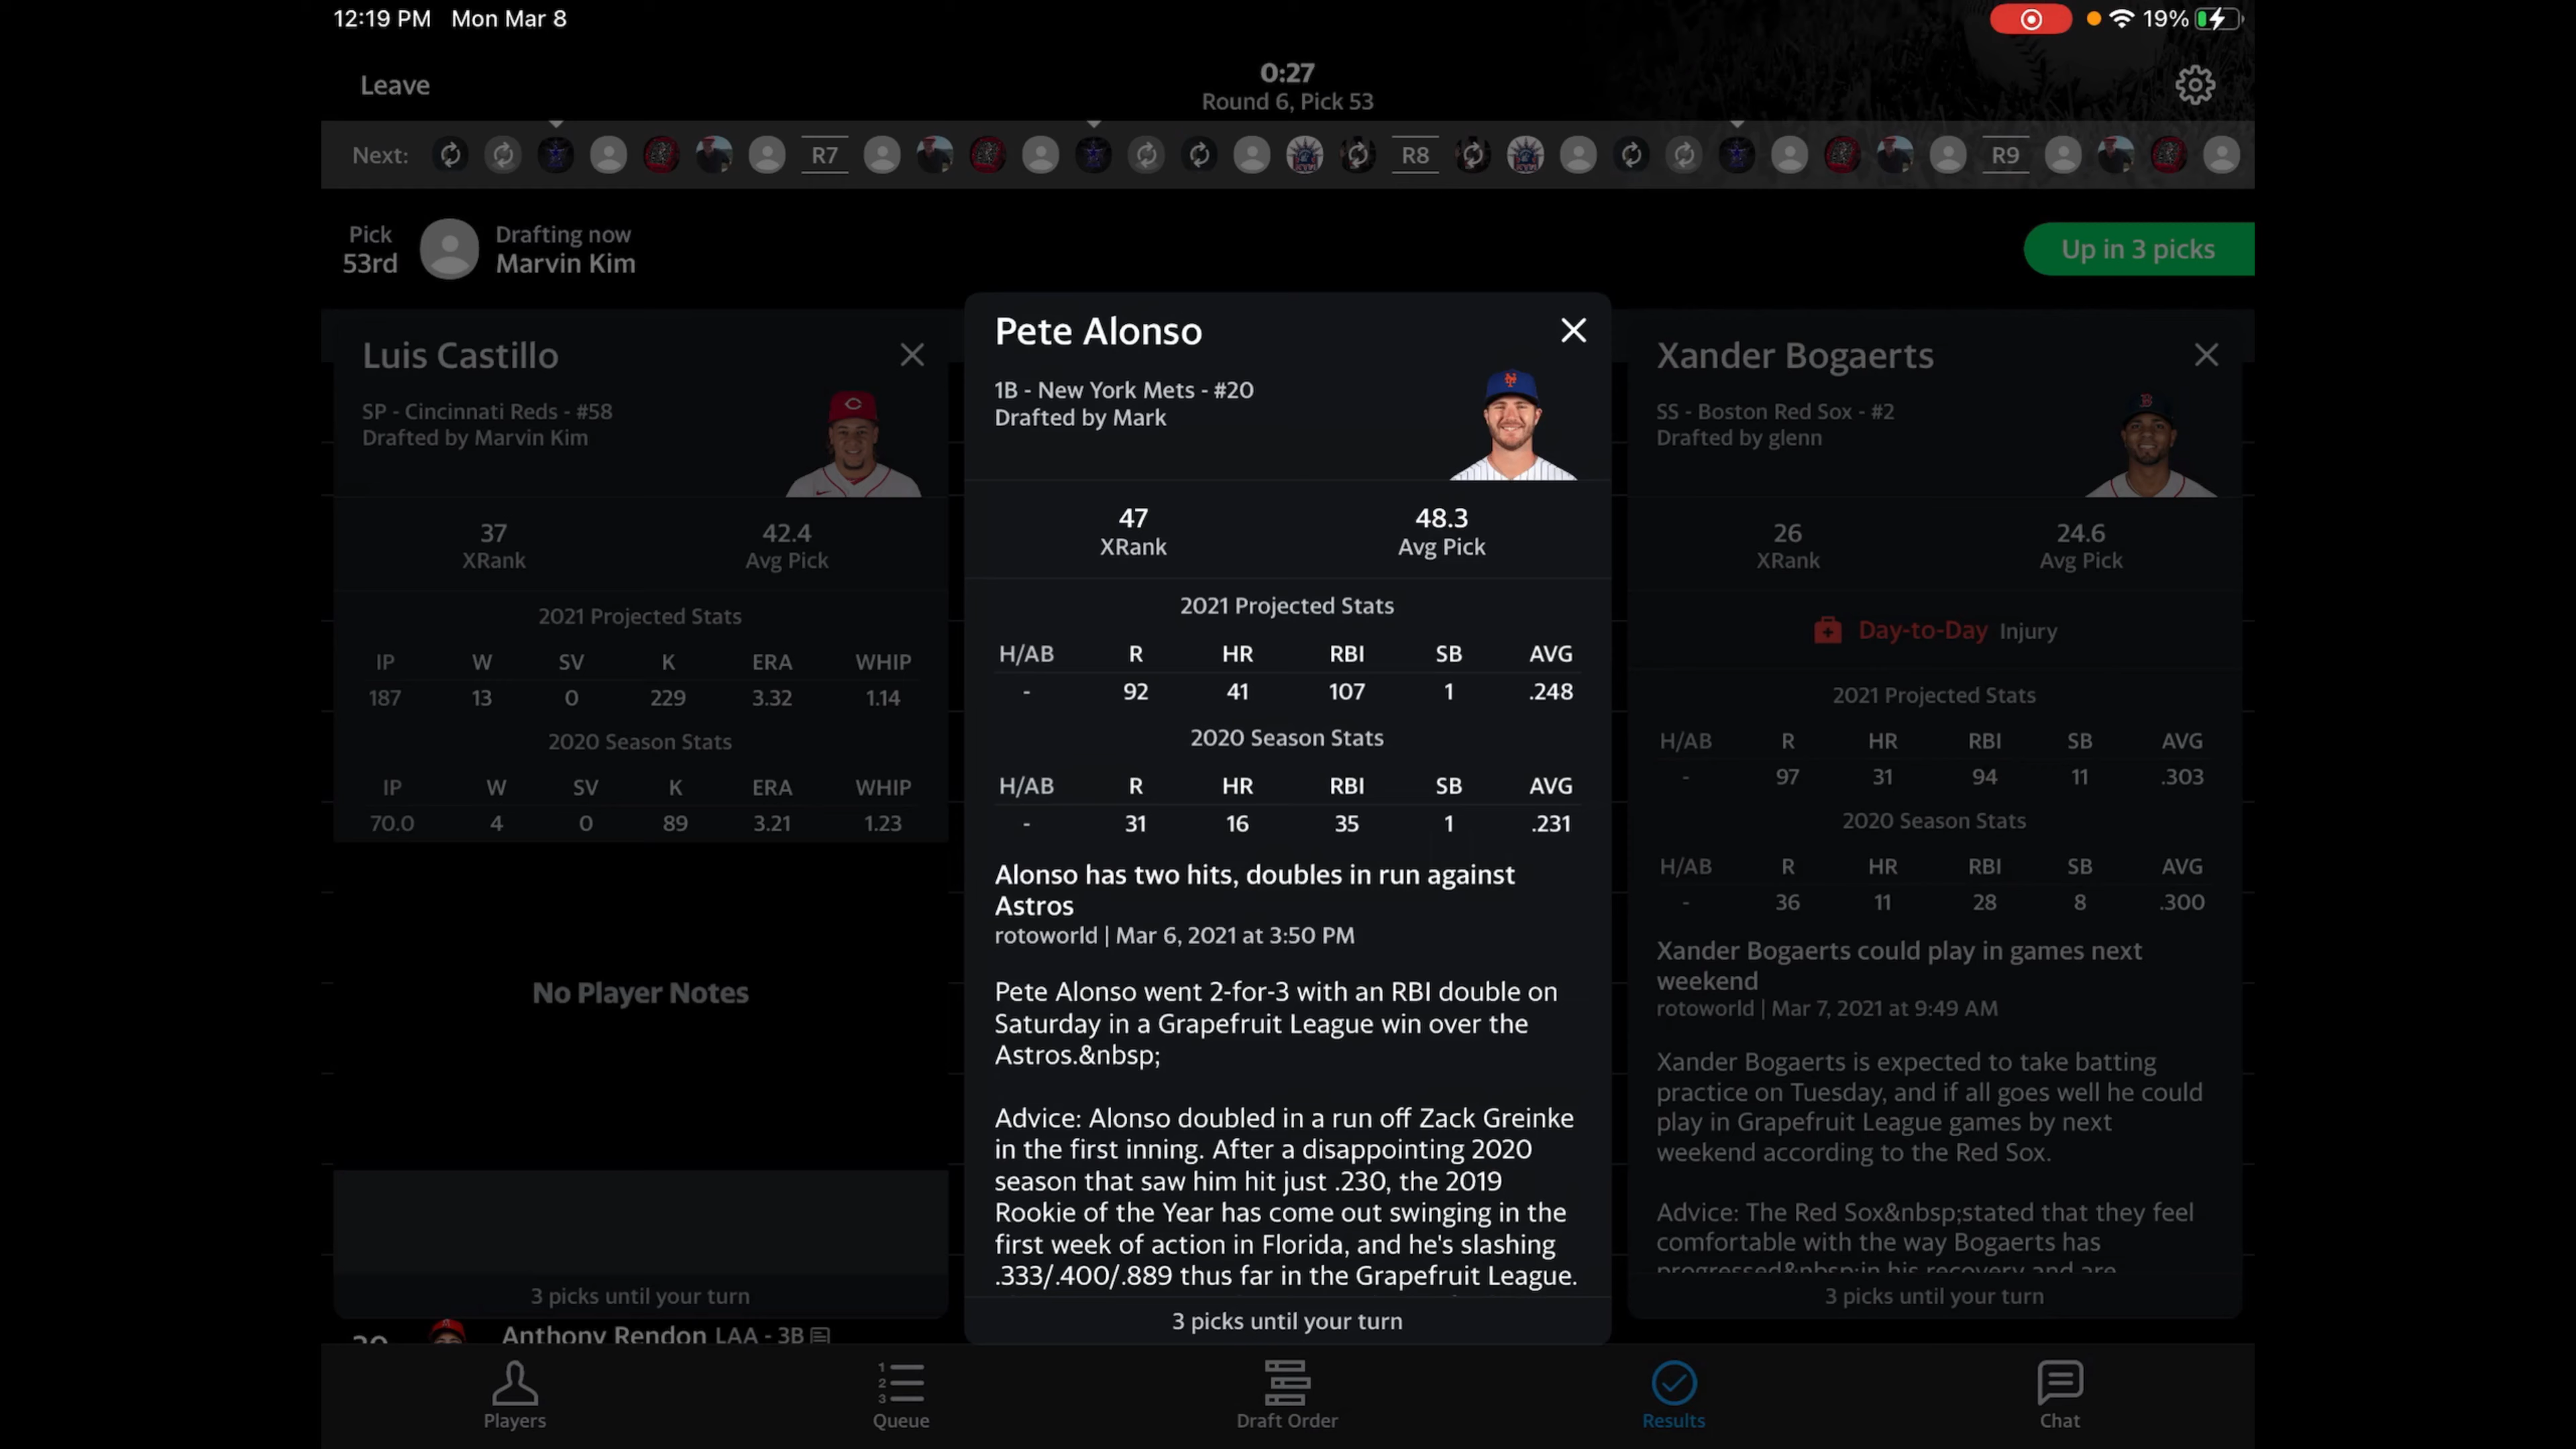 12:19 PM Mon Mar 8
19%
Leave
0:27
Round 6, Pick 53
Next:
R7
R8
R9
Pick
53rd
Drafting now
Marvin Kim
Up in 3 picks
Luis Castillo
SP - Cincinnati Reds - #58
Drafted by Marvin Kim
37
XRank
42.4
Avg Pick
2021 Projected Stats
IP W SV K ERA WHIP
187 13 0 229 3.32 1.14
2020 Season Stats
IP W SV K ERA WHIP
70.0 4 0 89 3.21 1.23
No Player Notes
3 picks until your turn
Anthony Rendon LAA - 3B
Pete Alonso
1B - New York Mets - #20
Drafted by Mark
47
XRank
48.3
Avg Pick
2021 Projected Stats
H/AB R HR RBI SB AVG
- 92 41 107 1 .248
2020 Season Stats
H/AB R HR RBI SB AVG
- 31 16 35 1 .231
Alonso has two hits, doubles in run against
Astros
rotoworld | Mar 6, 2021 at 3:50 PM
Pete Alonso went 2-for-3 with an RBI double on
Saturday in a Grapefruit League win over the
Astros.&nbsp;
Advice: Alonso doubled in a run off Zack Greinke
in the first inning. After a disappointing 2020
season that saw him hit just .230, the 2019
Rookie of the Year has come out swinging in the
first week of action in Florida, and he's slashing
.333/.400/.889 thus far in the Grapefruit League.
3 picks until your turn
Xander Bogaerts
SS - Boston Red Sox - #2
Drafted by glenn
26
XRank
24.6
Avg Pick
Day-to-Day Injury
2021 Projected Stats
H/AB R HR RBI SB AVG
- 97 31 94 11 .303
2020 Season Stats
H/AB R HR RBI SB AVG
- 36 11 28 8 .300
Xander Bogaerts could play in games next
weekend
rotoworld | Mar 7, 2021 at 9:49 AM
Xander Bogaerts is expected to take batting
practice on Tuesday, and if all goes well he could
play in Grapefruit League games by next
weekend according to the Red Sox.
Advice: The Red Sox&nbsp;stated that they feel
comfortable with the way Bogaerts has
progressed&nbsp;in his recovery and are
3 picks until your turn
Players
Queue
Draft Order
Results
Chat